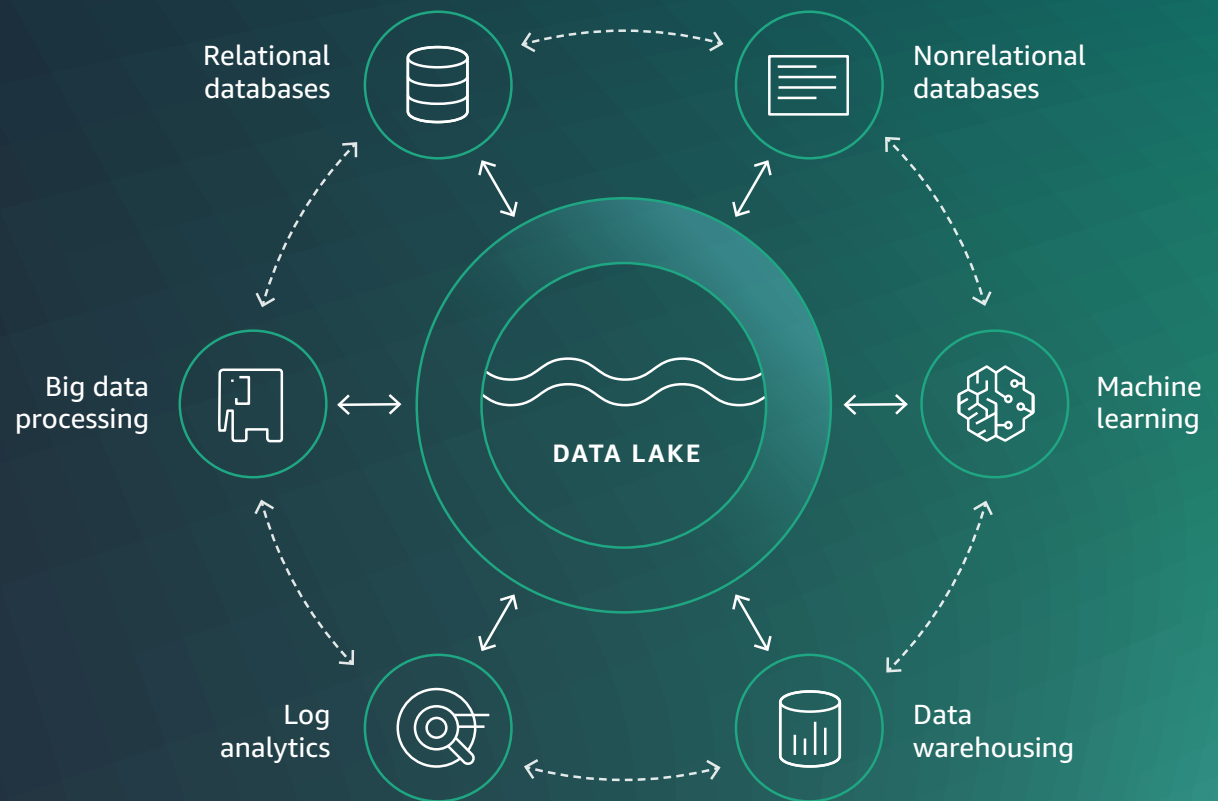 Relational
databases
Nonrelational
databases
Big data
processing
DATA LAKE
Machine
learning
Log
analytics
Data
warehousing